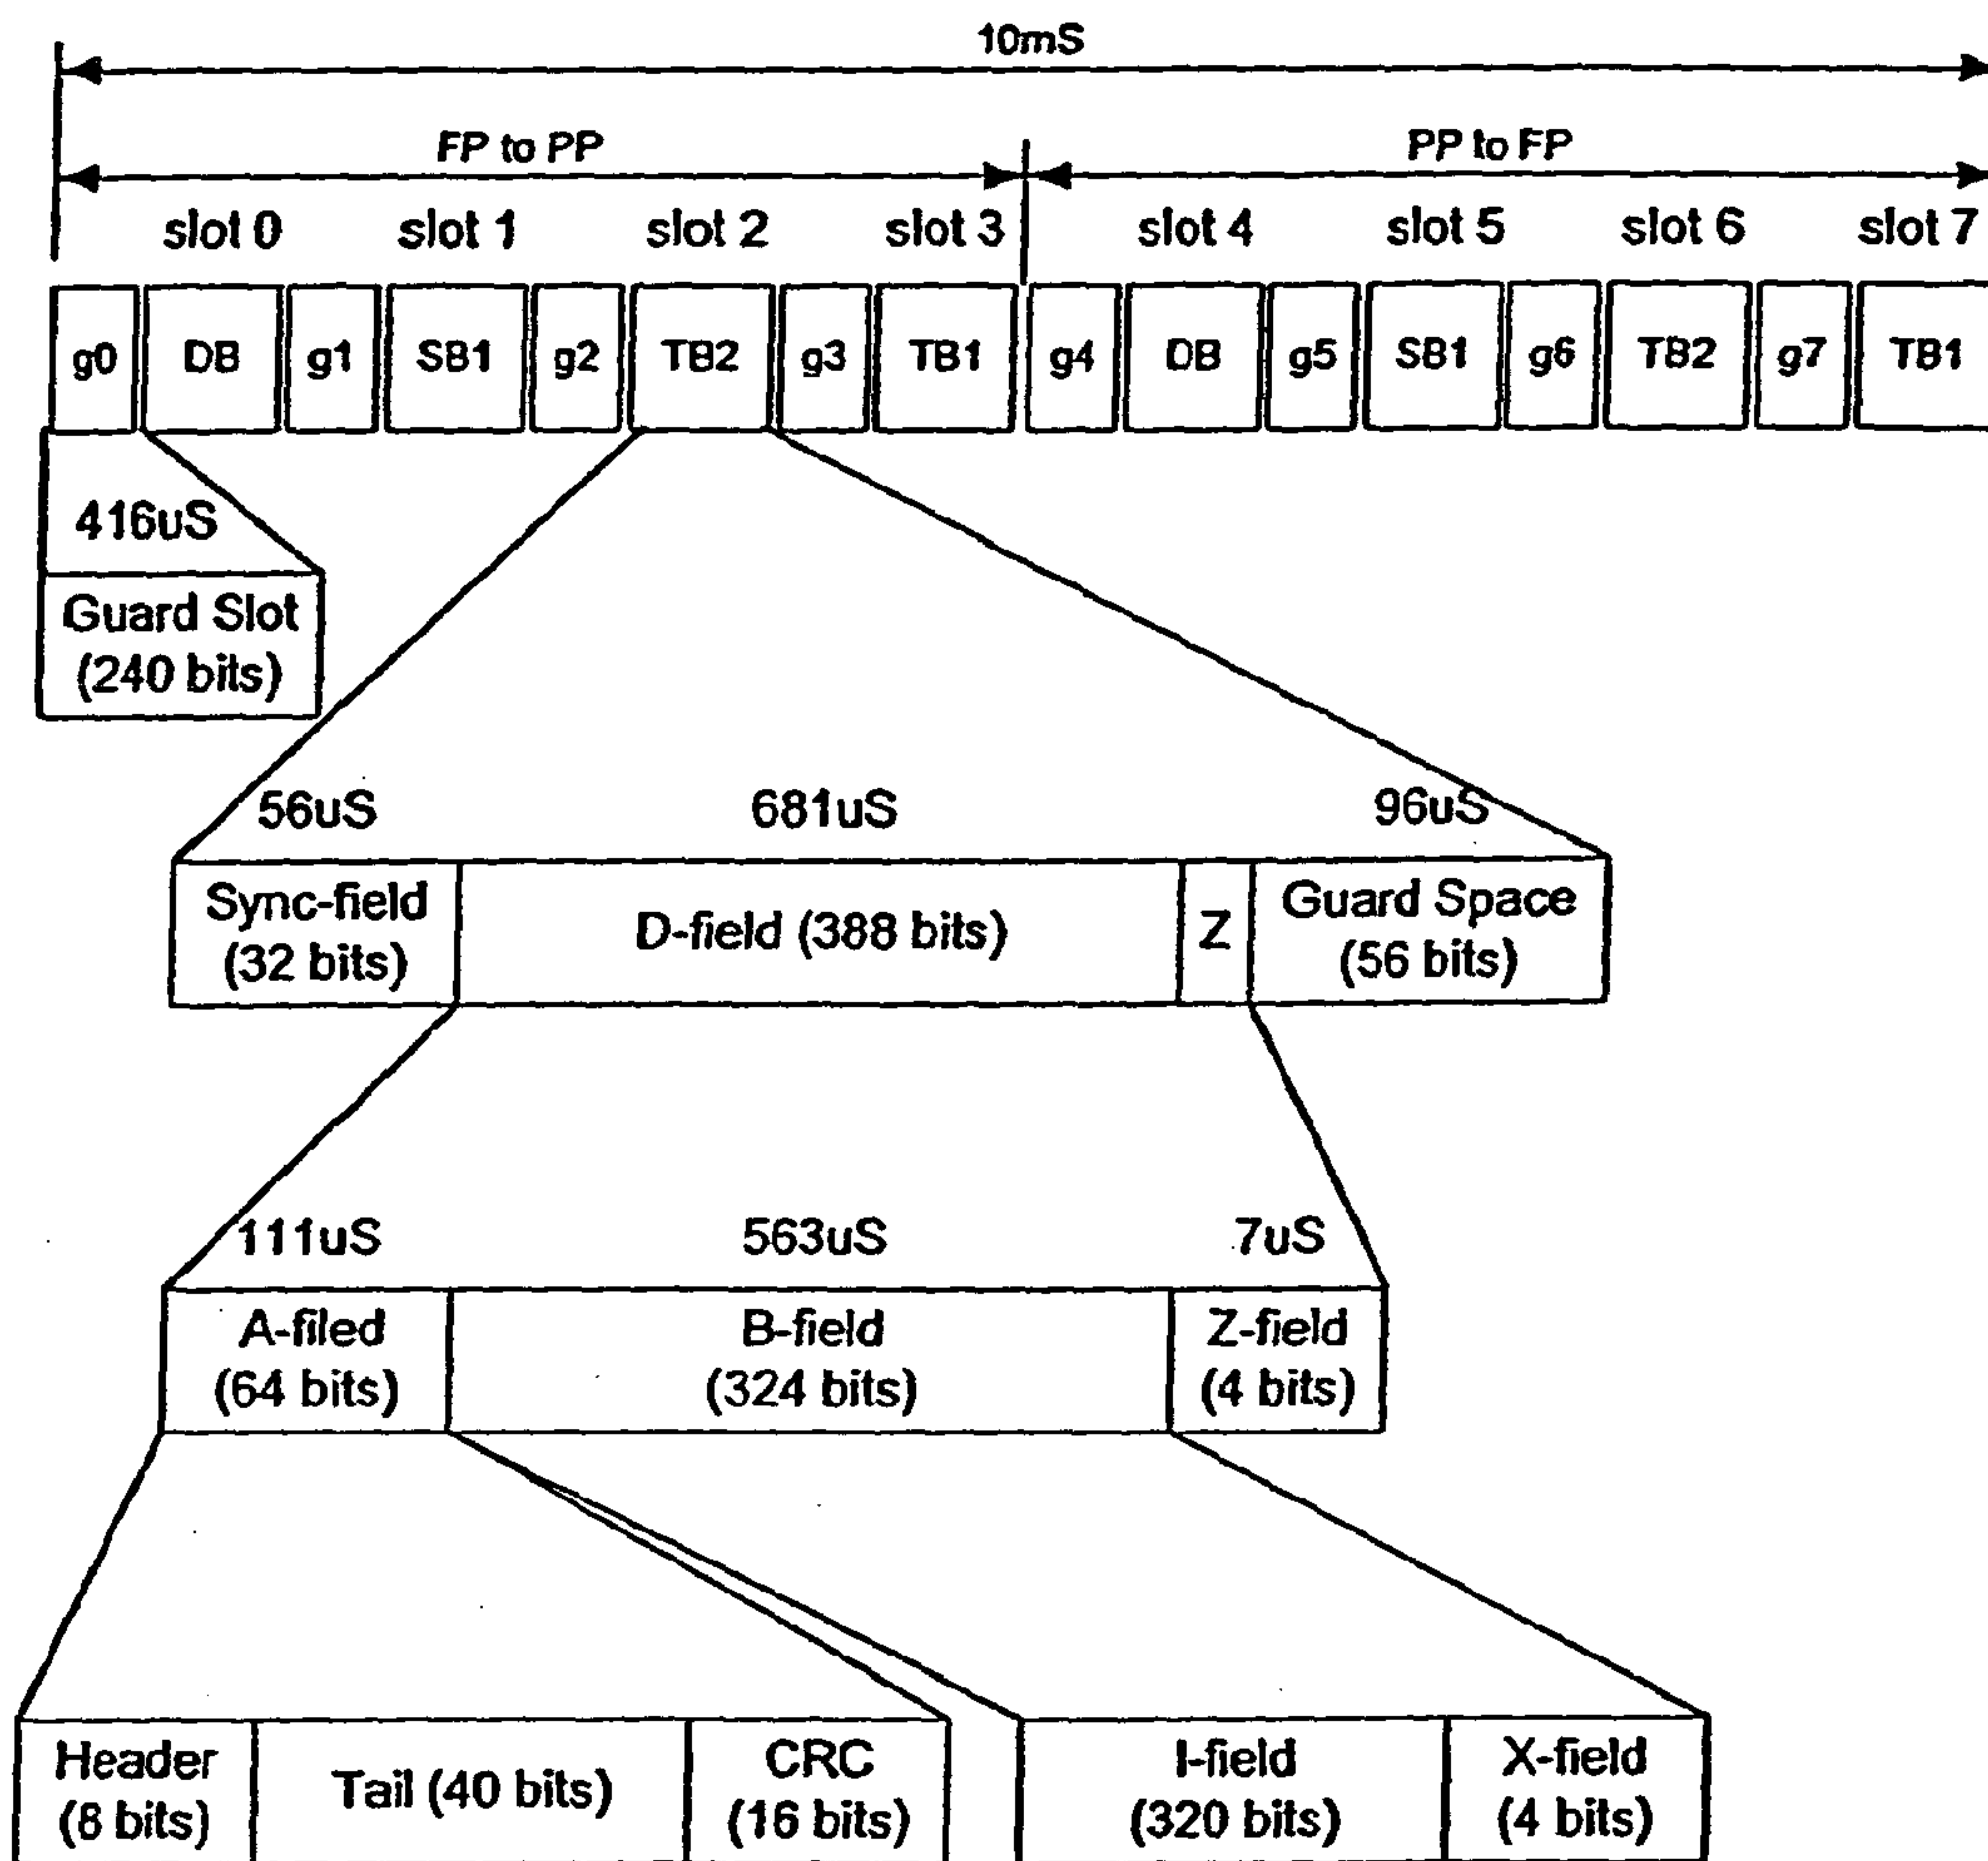 10mS
FP to PP PP to FP
slot 0 slot 1 slot 2 slot 3 slot 4 slot 5 slot 6 slot 7
g0 DB g1 SB1 g2 TB2 g3 TB1 g4 DB g5 SB1 g6 TB2 g7 TB1
416uS
Guard Slot
(240 bits)
56uS 681uS 96uS
Sync-field
(32 bits)
D-field (388 bits)
Z
Guard Space
(56 bits)
111uS 563uS 7uS
A-filed
(64 bits)
B-field
(324 bits)
Z-field
(4 bits)
Header
(8 bits)
Tail (40 bits)
CRC
(16 bits)
I-field
(320 bits)
X-field
(4 bits)